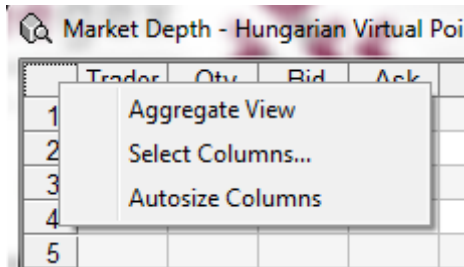 Market Depth - Hungarian Virtual Poi
Trader Qty Bid Ask
1
Aggregate View
2
Select Columns...
3
Autosize Columns
4
5